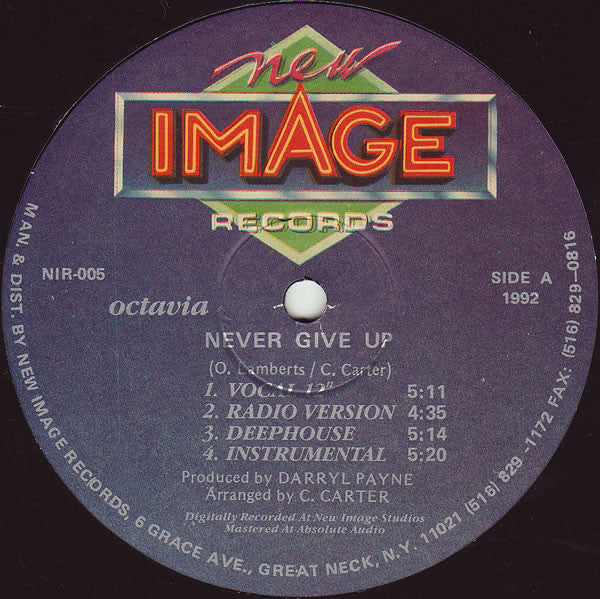 new
IMAGE
RECORDS
NIR-005
SIDE A
1992
octavia
NEVER GIVE UP
(O. Lamberts / C. Carter)
1. VOCAL 12" 5:11
2. RADIO VERSION 4:35
3. DEEPHOUSE 5:14
4. INSTRUMENTAL 5:20
Produced by DARRYL PAYNE
Arranged by C. CARTER
Digitally Recorded At New Image Studios
Mastered At Absolute Audio
MAN. & DIST. BY NEW IMAGE RECORDS, 6 GRACE AVE., GREAT NECK, N.Y. 11021 (516) 829 -1172 FAX: (516) 829-0816